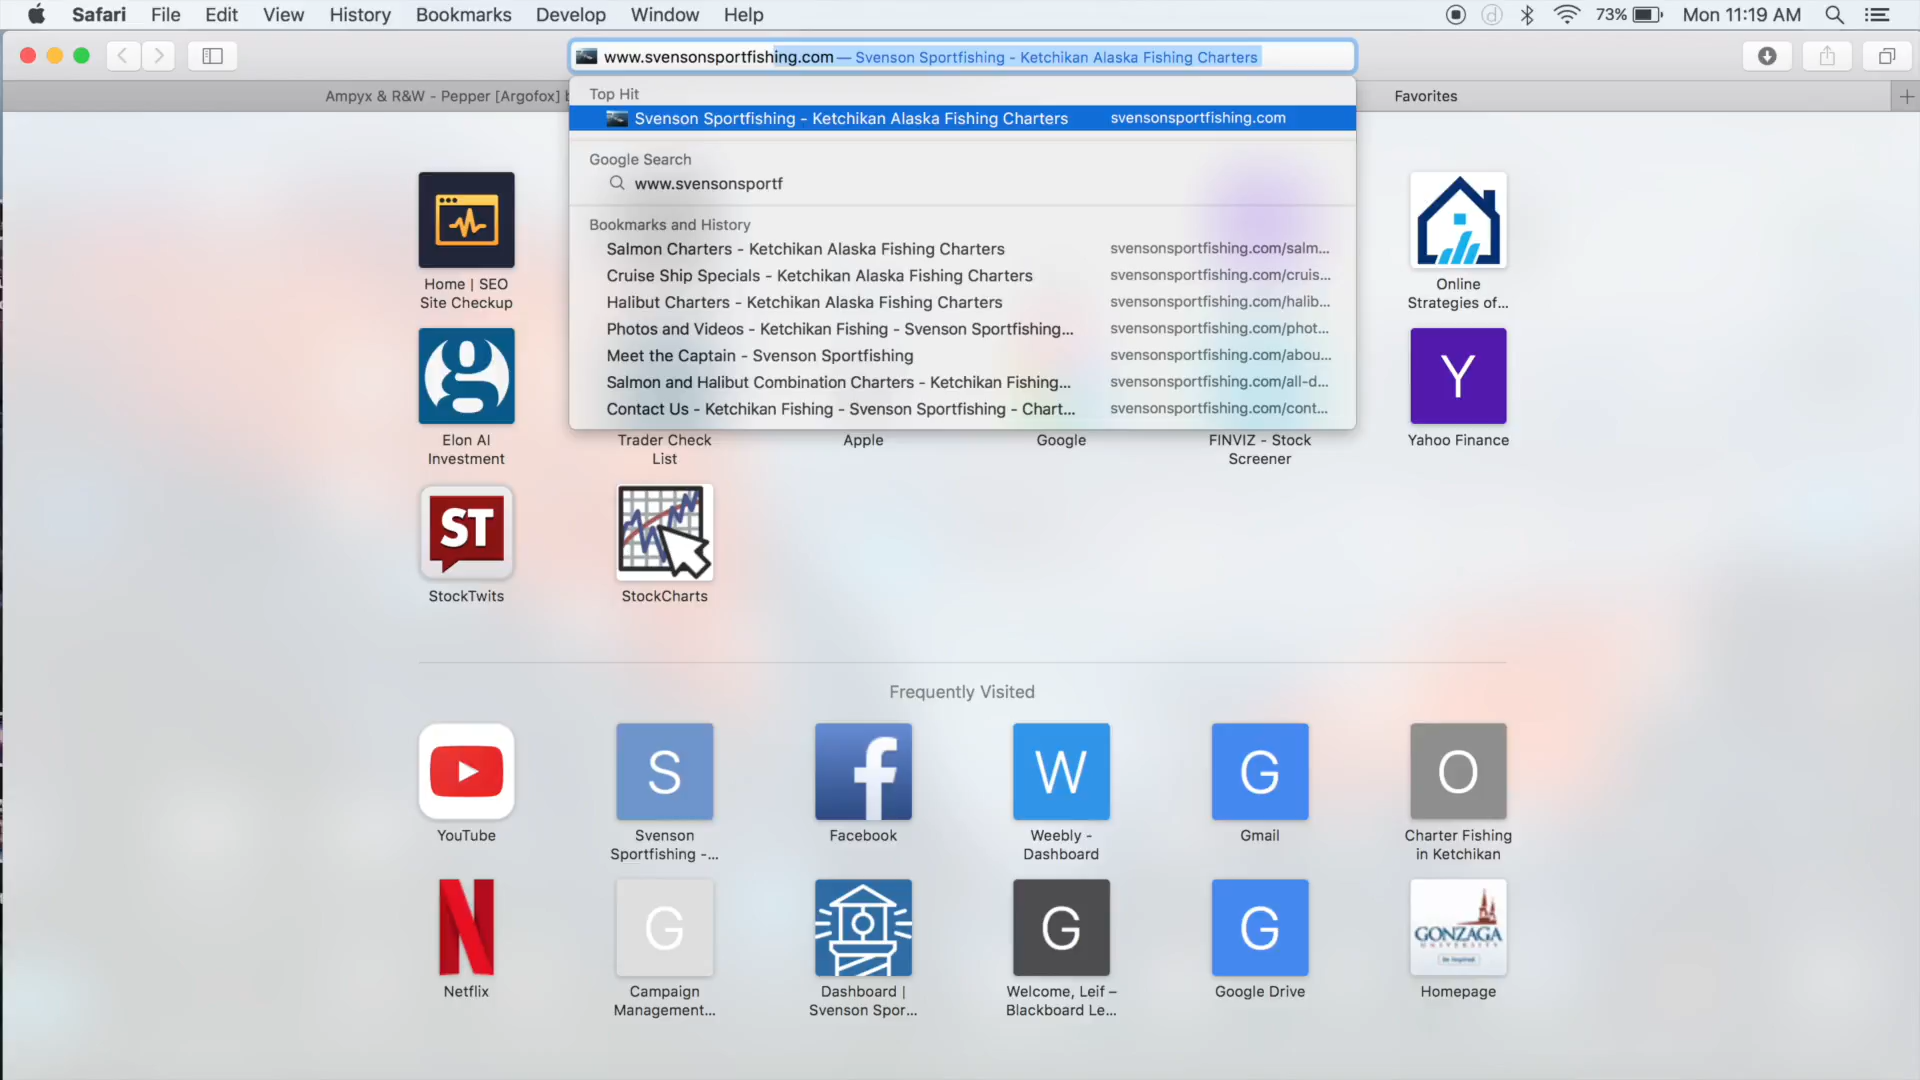 Safari File Edit View History Bookmarks Develop Window Help 73% Mon 11:19 AM
www.svensonsportfishing.com — Svenson Sportfishing - Ketchikan Alaska Fishing Charters
Ampyx & R&W - Pepper [Argofox] b
Favorites
Top Hit
Svenson Sportfishing - Ketchikan Alaska Fishing Charters svensonsportfishing.com
Google Search
www.svensonsportf
Bookmarks and History
Salmon Charters - Ketchikan Alaska Fishing Charters svensonsportfishing.com/salm...
Cruise Ship Specials - Ketchikan Alaska Fishing Charters svensonsportfishing.com/cruis...
Halibut Charters - Ketchikan Alaska Fishing Charters svensonsportfishing.com/halib...
Photos and Videos - Ketchikan Fishing - Svenson Sportfishing... svensonsportfishing.com/phot...
Meet the Captain - Svenson Sportfishing svensonsportfishing.com/abou...
Salmon and Halibut Combination Charters - Ketchikan Fishing... svensonsportfishing.com/all-d...
Contact Us - Ketchikan Fishing - Svenson Sportfishing - Chart... svensonsportfishing.com/cont...
Home | SEO
Site Checkup
Online
Strategies of...
g
Y
Elon AI
Investment
Trader Check
List
Apple
Google
FINVIZ - Stock
Screener
Yahoo Finance
ST
StockTwits
StockCharts
Frequently Visited
S
f
W
G
O
YouTube
Svenson
Sportfishing -...
Facebook
Weebly -
Dashboard
Gmail
Charter Fishing
in Ketchikan
N
G
G
G
GONZAGA
UNIVERSITY
Be Inspired
Netflix
Campaign
Management...
Dashboard |
Svenson Spor...
Welcome, Leif –
Blackboard Le...
Google Drive
Homepage